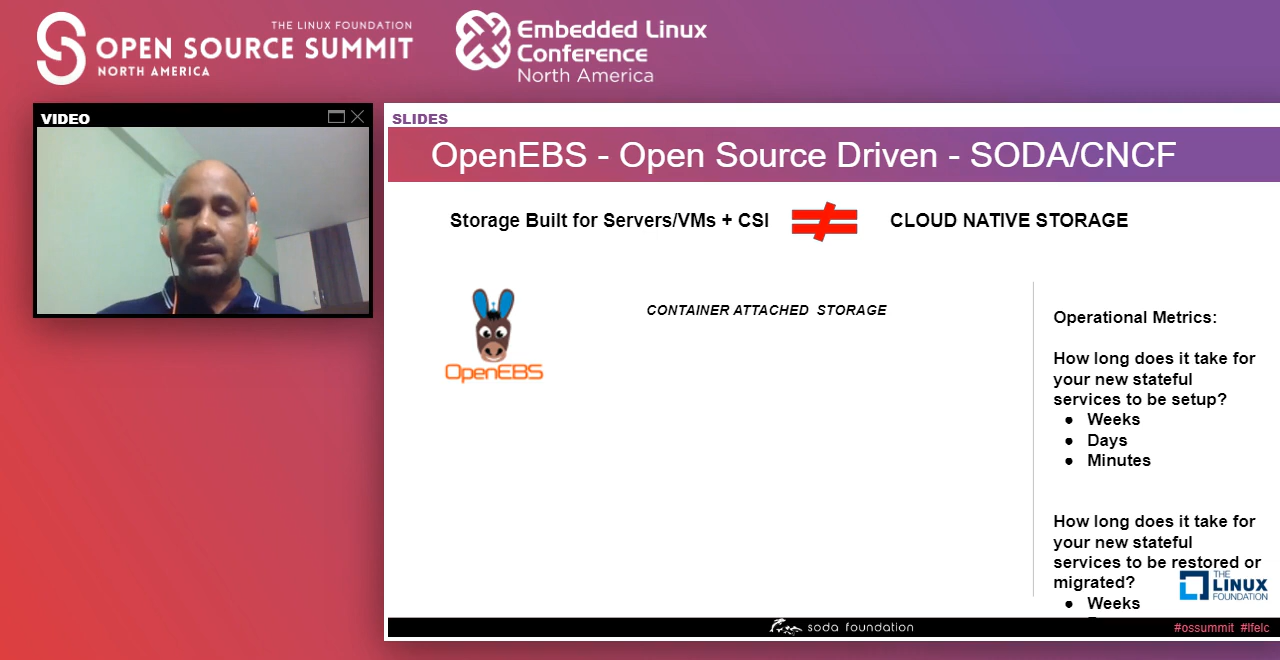 THE LINUX FOUNDATION
OPEN SOURCE SUMMIT
NORTH AMERICA
Embedded Linux
Conference
North America
VIDEO
SLIDES
OpenEBS - Open Source Driven - SODA/CNCF
Storage Built for Servers/VMs + CSI
CLOUD NATIVE STORAGE
OpenEBS
CONTAINER ATTACHED STORAGE
Operational Metrics:
How long does it take for
your new stateful
services to be setup?
● Weeks
● Days
● Minutes
How long does it take for
your new stateful
services to be restored or
migrated?
● Weeks
THE
LINUX
FOUNDATION
soda foundation
#ossummit #lfelc